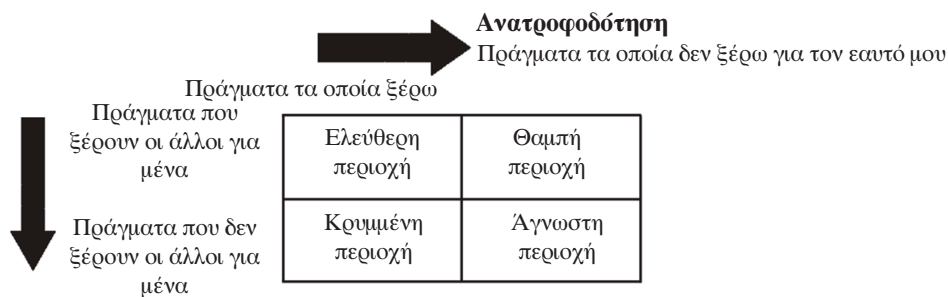 Ανατροφοδότηση
Πράγματα τα οποία δεν ξέρω για τον εαυτό μου
Πράγματα τα οποία ξέρω
Πράγματα που
ξέρουν οι άλλοι για
μένα
Ελεύθερη
περιοχή
Θαμπή
περιοχή
Πράγματα που δεν
ξέρουν οι άλλοι για
μένα
Κρυμμένη
περιοχή
Άγνωστη
περιοχή